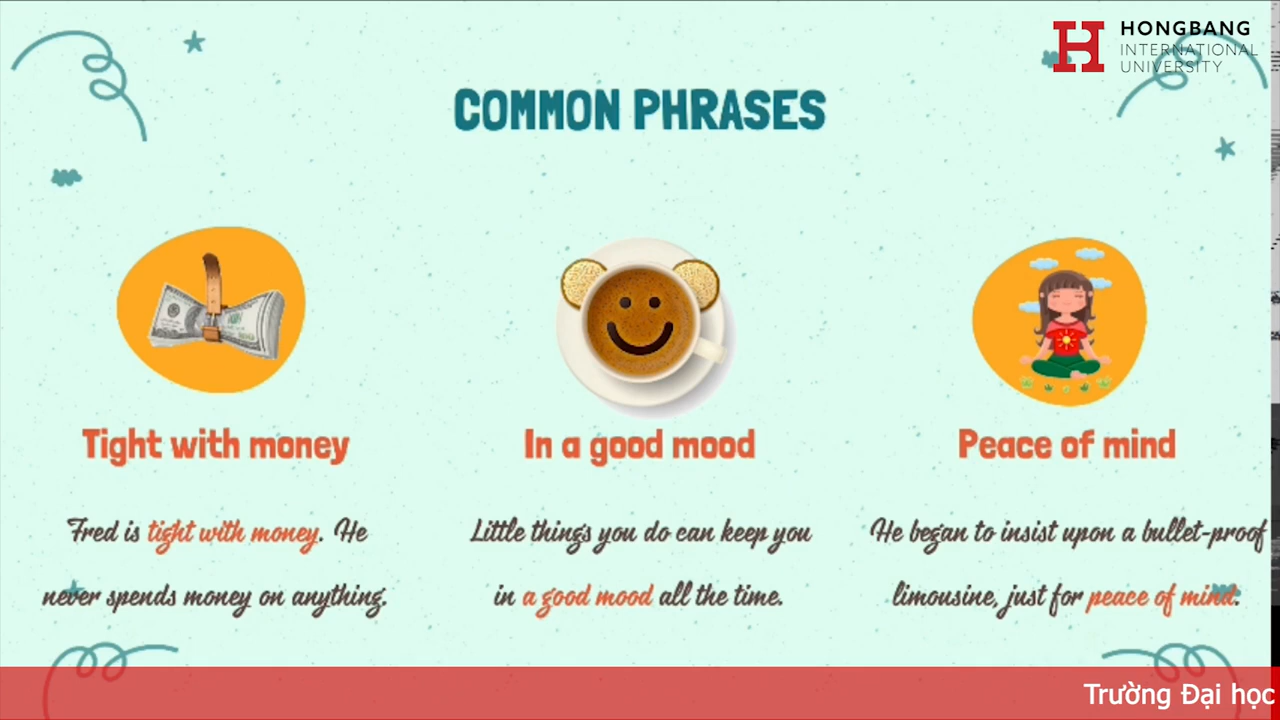 HONGBANG
INTERNATIONAL
UNIVERSITY
COMMON PHRASES
Tight with money
In a good mood
Peace of mind
Fred is tight with money. He
never spends money on anything.
Little things you do can keep you
in a good mood all the time.
He began to insist upon a bullet-proof
limousine, just for peace of mind.
Trường Đại học